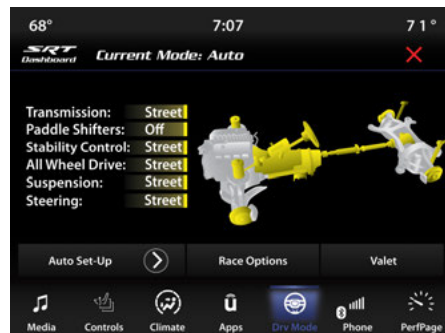 68° 7:07 71°
SRT Dashboard Current Mode: Auto
Transmission: Street
Paddle Shifters: Off
Stability Control: Street
All Wheel Drive: Street
Suspension: Street
Steering: Street
Auto Set-Up Race Options Valet
Media Controls Climate Apps Drv Mode Phone PerfPage